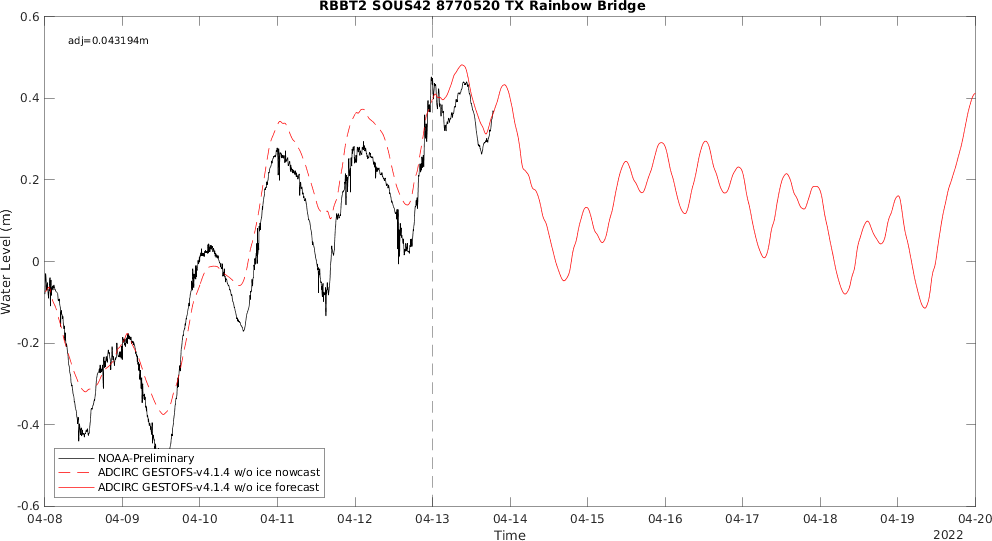 RBBT2 SOUS42 8770520 TX Rainbow Bridge
adj=0.043194m
0.6
0.4
0.2
0
-0.2
-0.4
-0.6
Water Level (m)
NOAA-Preliminary
ADCIRC GESTOFS-v4.1.4 w/o ice nowcast
ADCIRC GESTOFS-v4.1.4 w/o ice forecast
04-08 04-09 04-10 04-11 04-12 04-13 04-14 04-15 04-16 04-17 04-18 04-19 04-20
Time
2022